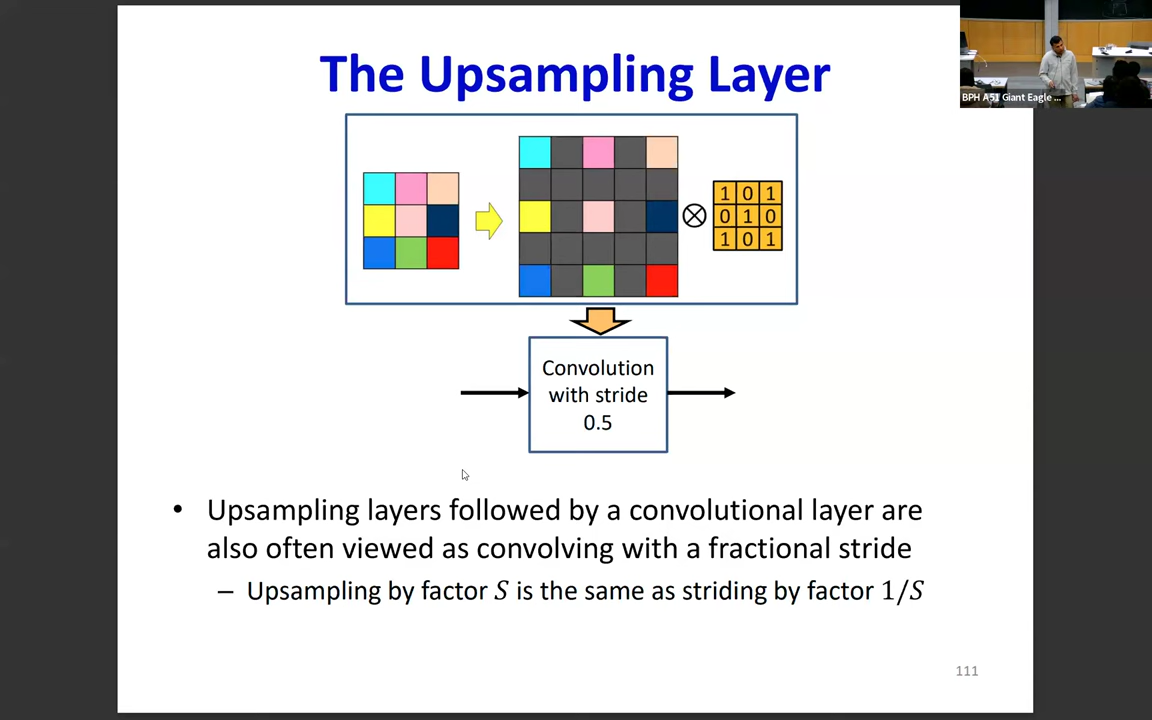 The Upsampling Layer
BPH A51 Giant Eagle ...
1 0 1
0 1 0
1 0 1
Convolution
with stride
0.5
• Upsampling layers followed by a convolutional layer are
also often viewed as convolving with a fractional stride
– Upsampling by factor S is the same as striding by factor 1/S
111